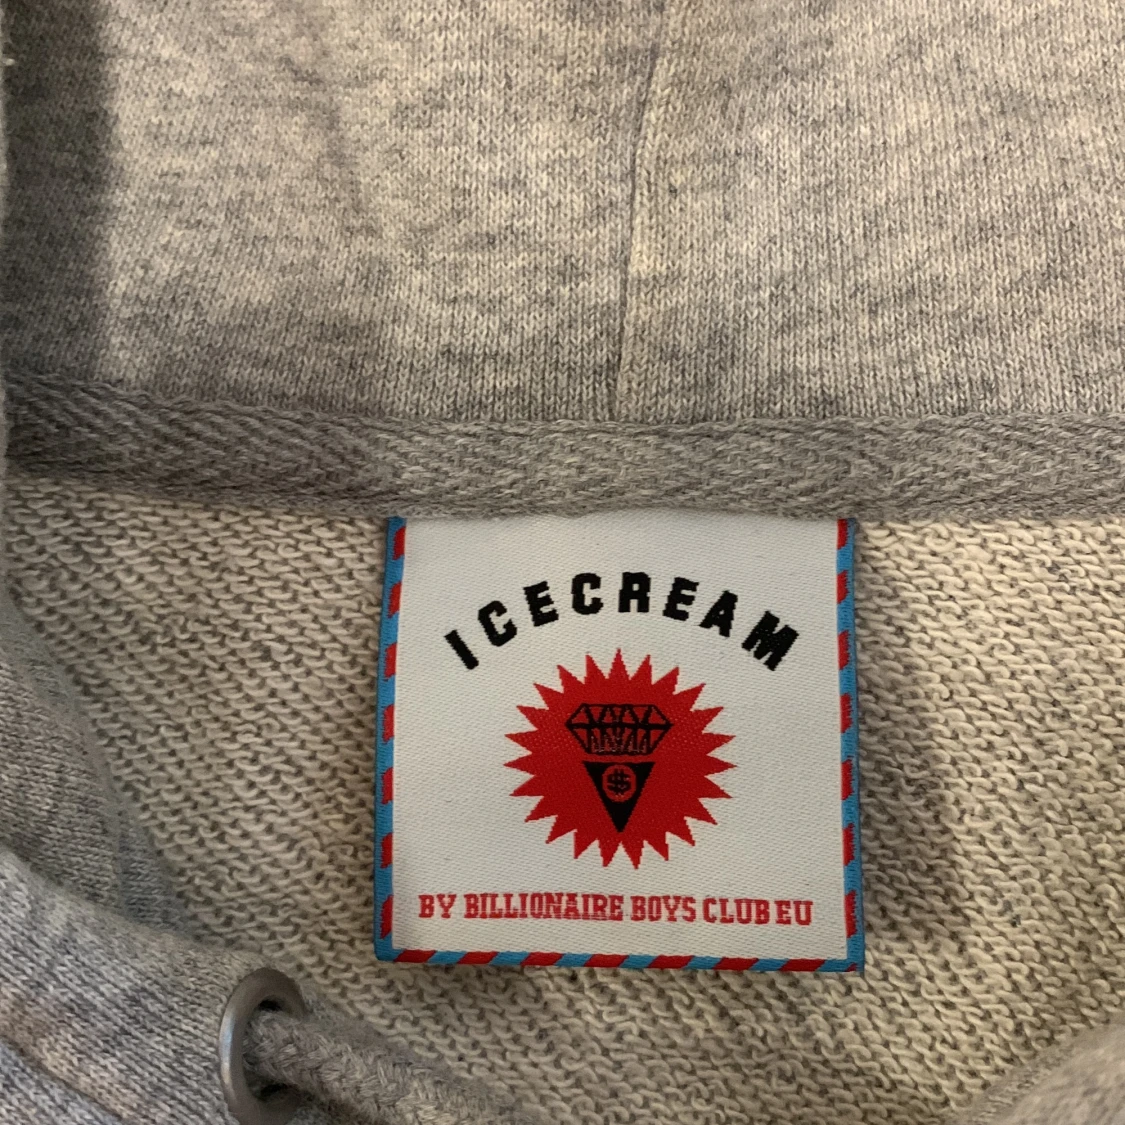 ICECREAM
$
BY BILLIONAIRE BOYS CLUB EU